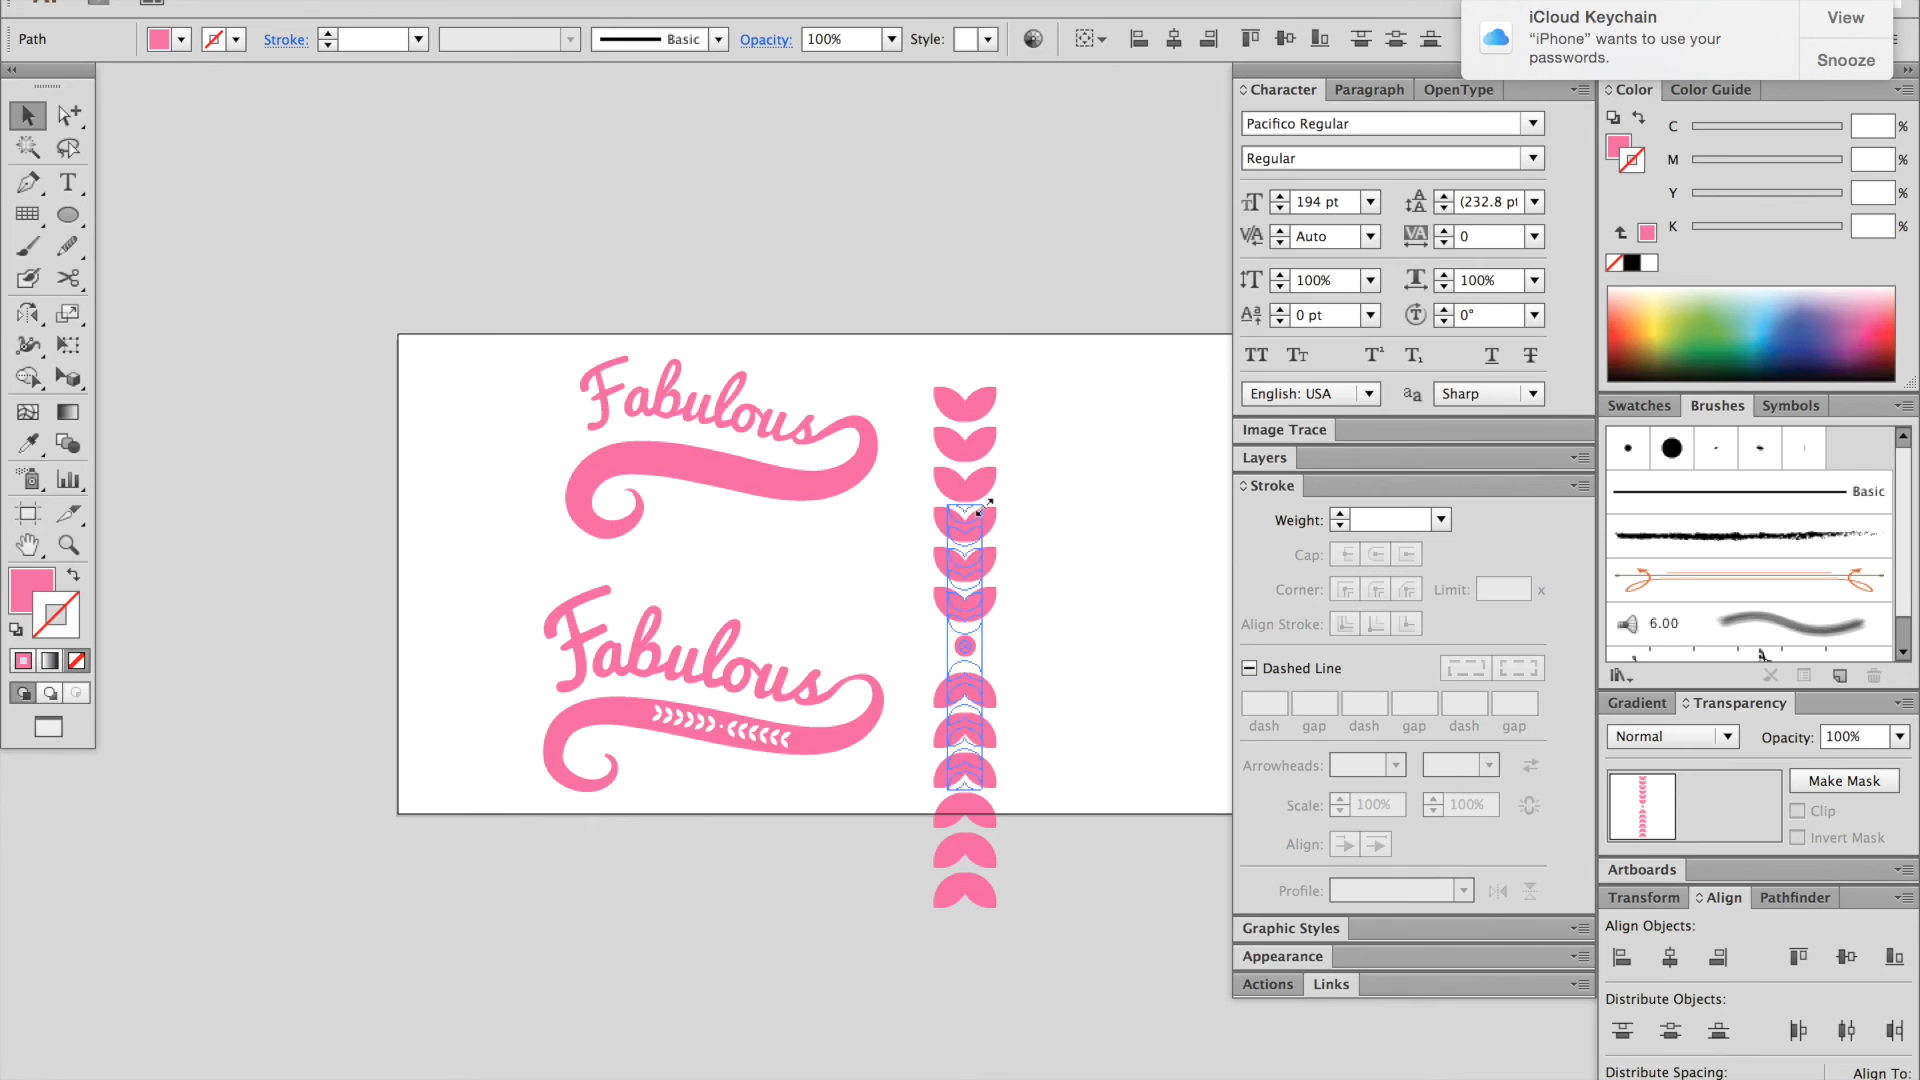 Path
Stroke:
Basic
Opacity:
100%
Style:
iCloud Keychain
“iPhone” wants to use your
passwords.
View
Snooze
Character
Paragraph
OpenType
Pacifico Regular
Regular
194 pt
(232.8 pt
Auto
0
100%
100%
0 pt
0°
English: USA
Sharp
Image Trace
Layers
Stroke
Weight:
Cap:
Corner:
Limit:
x
Align Stroke:
Dashed Line
dash
gap
dash
gap
dash
gap
Arrowheads:
Scale:
100%
100%
Align:
Profile:
Graphic Styles
Appearance
Actions
Links
Color
Color Guide
C
%
M
%
Y
%
K
%
Swatches
Brushes
Symbols
Basic
6.00
Gradient
Transparency
Normal
Opacity:
100%
Make Mask
Clip
Invert Mask
Artboards
Transform
Align
Pathfinder
Align Objects:
Distribute Objects:
Distribute Spacing:
Align To:
Fabulous
Fabulous